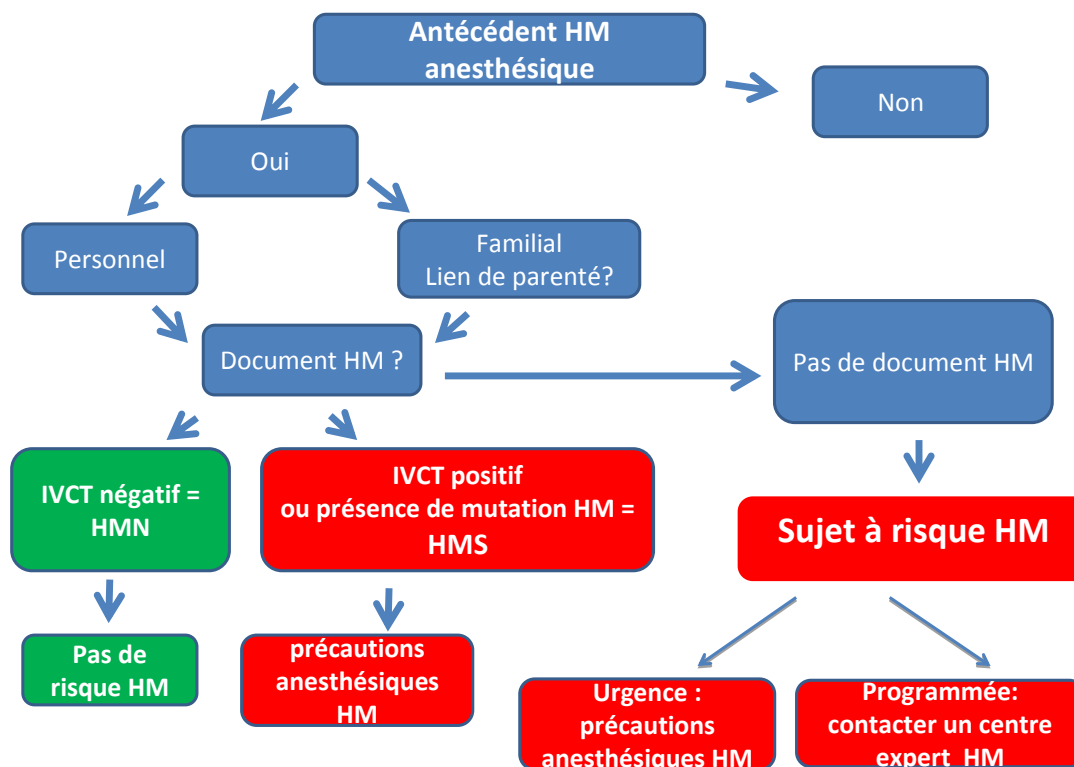 Antécédent HM
anesthésique
Non
Oui
Personnel
Familial
Lien de parenté?
Document HM ?
Pas de document HM
IVCT négatif =
HMN
IVCT positif
ou présence de mutation HM =
HMS
Sujet à risque HM
Pas de
risque HM
précautions
anesthésiques
HM
Urgence :
précautions
anesthésiques HM
Programmée:
contacter un centre
expert HM